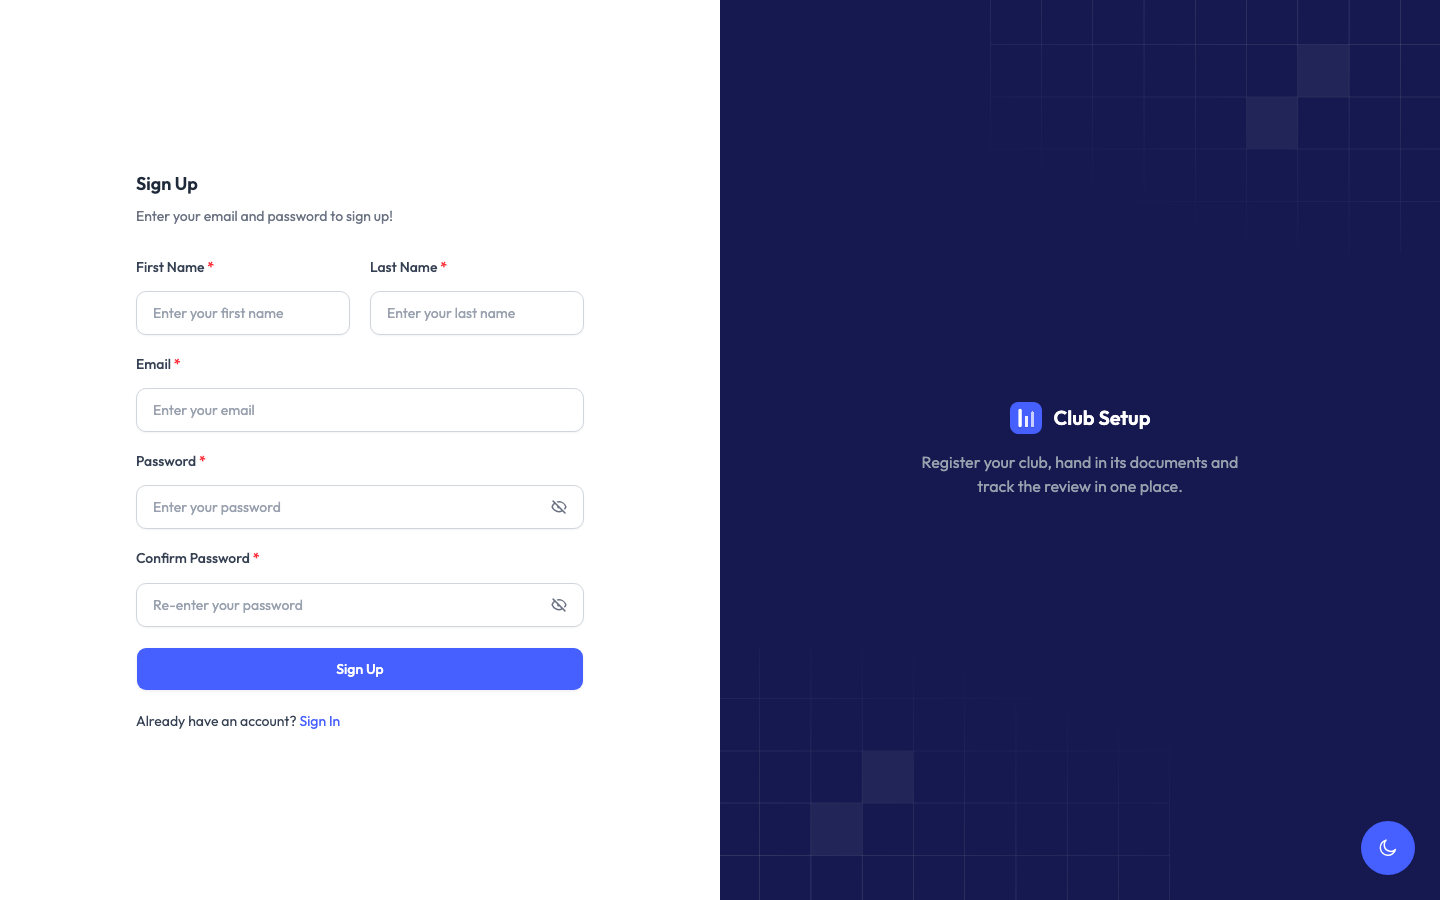 Sign Up
Enter your email and password to sign up!
First Name *
Last Name *
Enter your first name
Enter your last name
Email *
Enter your email
Password *
Enter your password
Confirm Password *
Re-enter your password
Sign Up
Already have an account? Sign In
Club Setup
Register your club, hand in its documents and
track the review in one place.